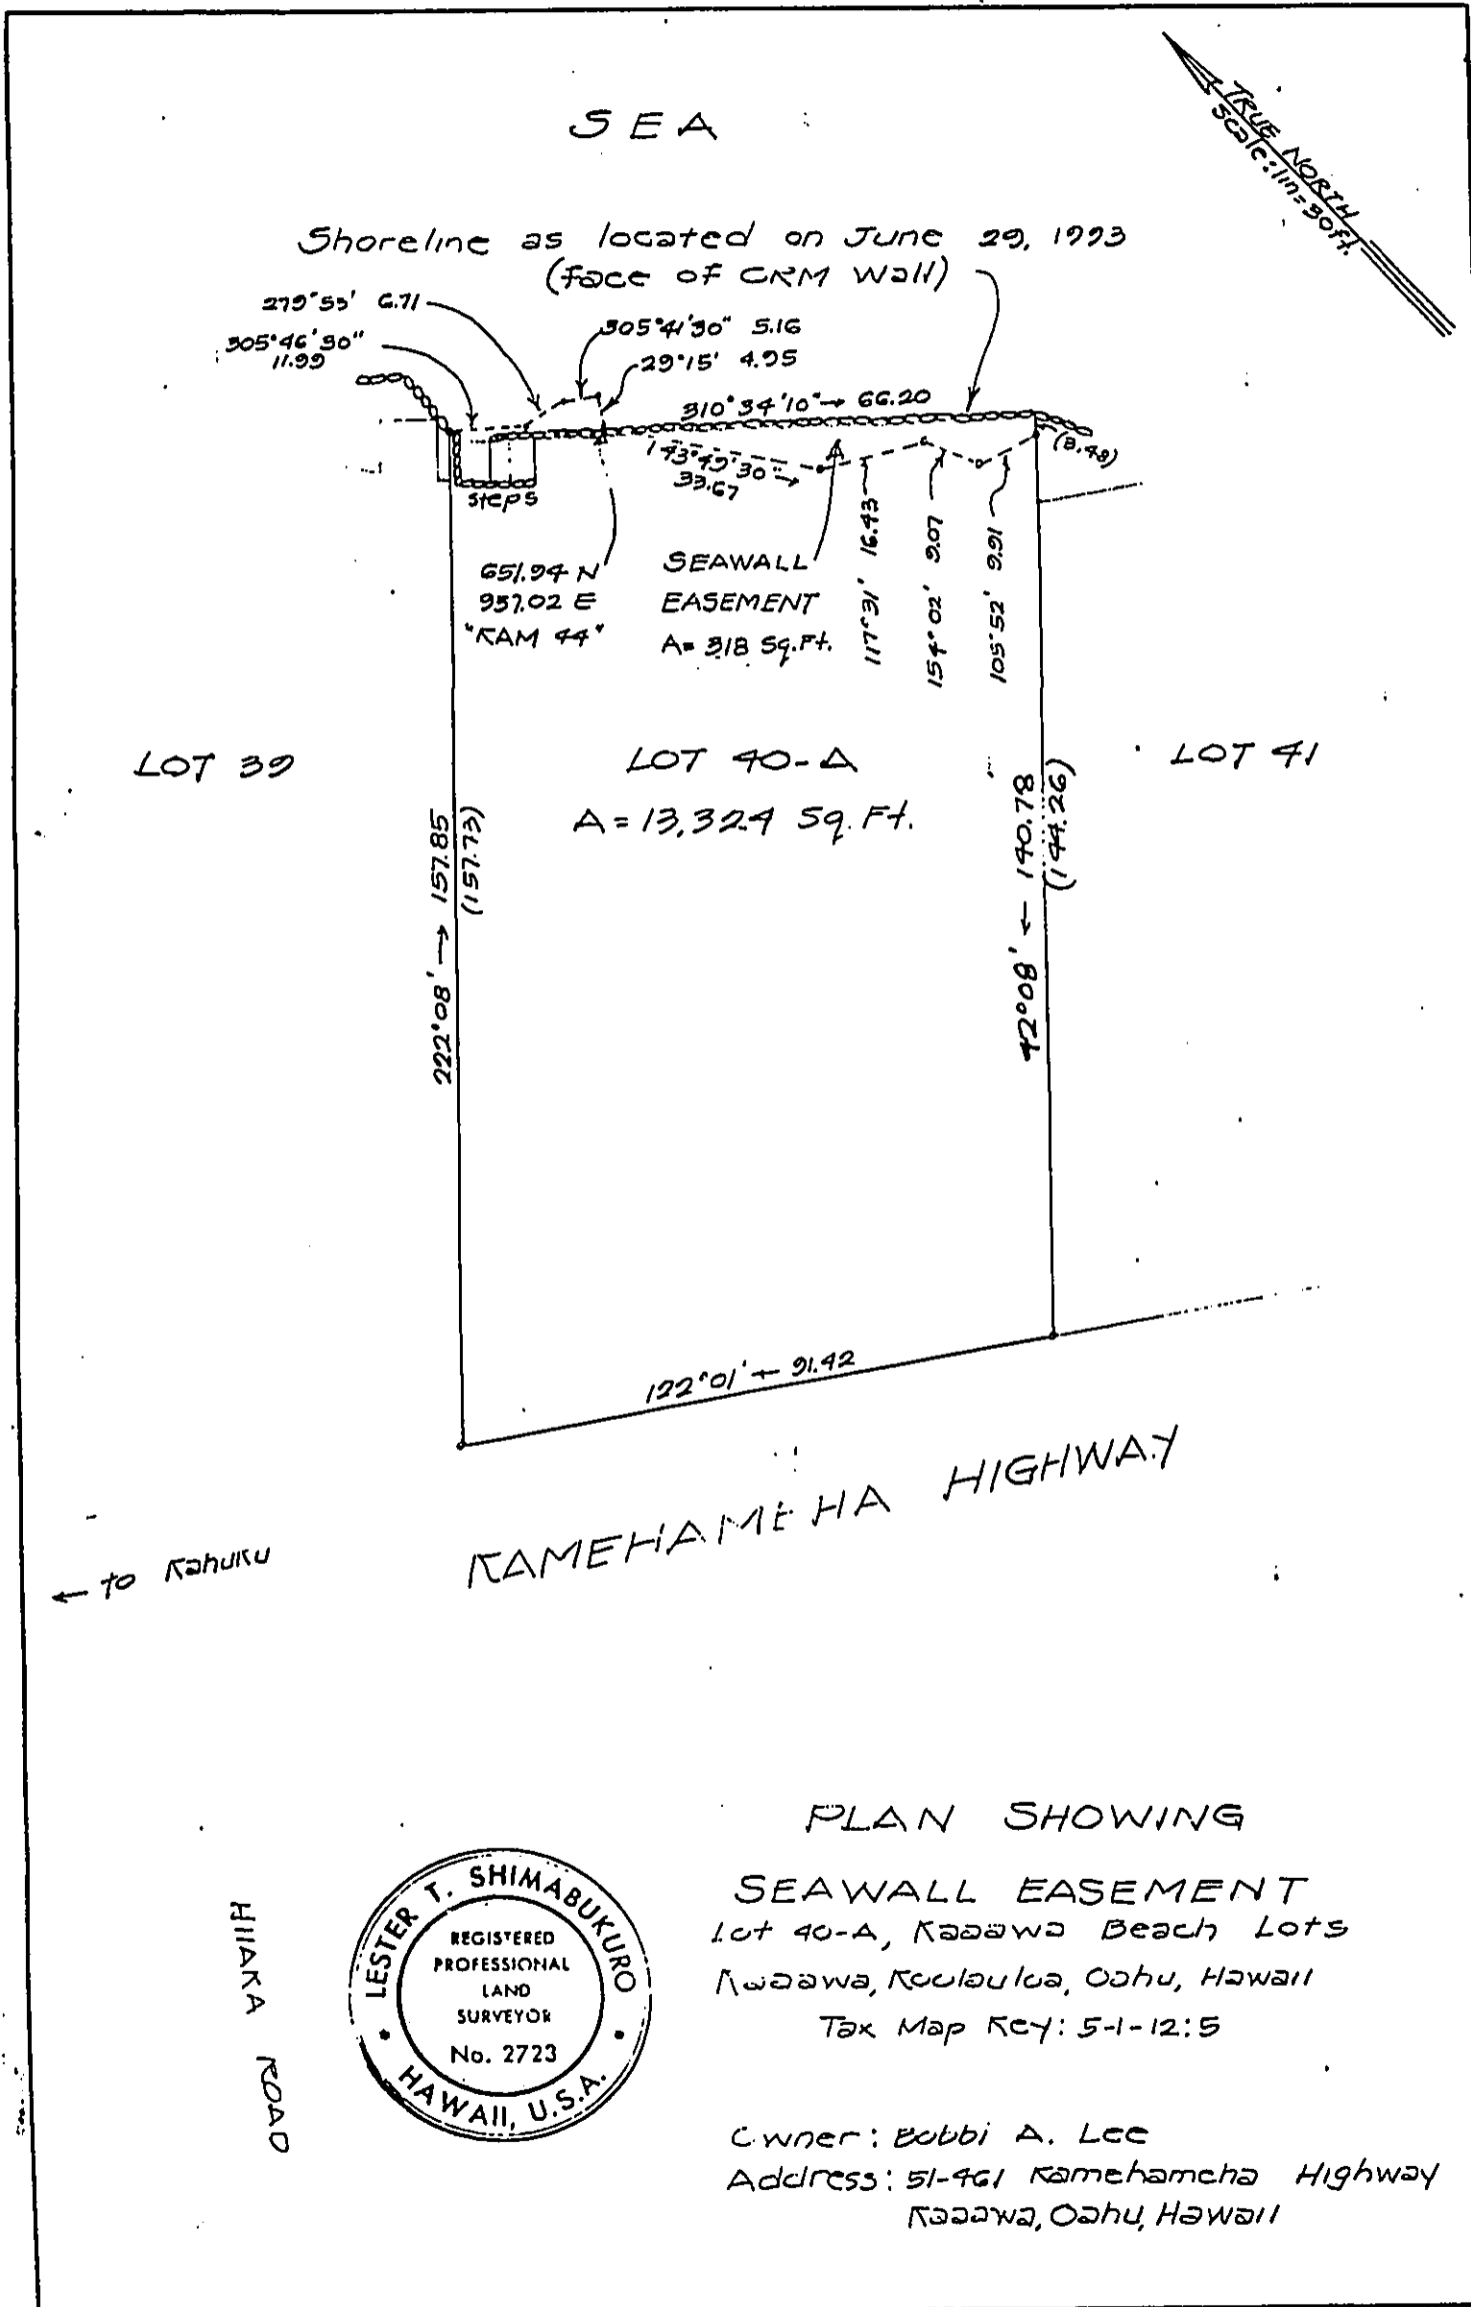 SEA
TRUE NORTH
Scale: 1in=30ft.
Shoreline as located on June 29, 1993
(face of CRM Wall)
279°53' 6.71
305°46'30"
11.99
305°41'30" 5.16
29°15' 4.95
310°34'10"→ 66.20
143°49'30"→
33.67
(8.48)
steps
651.94 N
957.02 E
"KAM 44"
SEAWALL
EASEMENT
A= 318 Sq.Ft.
117°31' 16.43
154°02' 9.07
105°52' 9.91
LOT 39
LOT 40-A
A = 13,324 Sq. Ft.
LOT 41
222°08' → 157.85
(157.73)
42°08' ← 140.78
(144.26)
122°01' ← 91.42
KAMEHAMEHA HIGHWAY
← to Kahuku
HIIAKA ROAD
LESTER T. SHIMABUKURO
REGISTERED
PROFESSIONAL
LAND
SURVEYOR
No. 2723
HAWAII, U.S.A.
PLAN SHOWING
SEAWALL EASEMENT
Lot 40-A, Kaaawa Beach Lots
Kaaawa, Koolauloa, Oahu, Hawaii
Tax Map Key: 5-1-12:5
Owner: Bobbi A. Lee
Address: 51-461 Kamehameha Highway
Kaaawa, Oahu, Hawaii